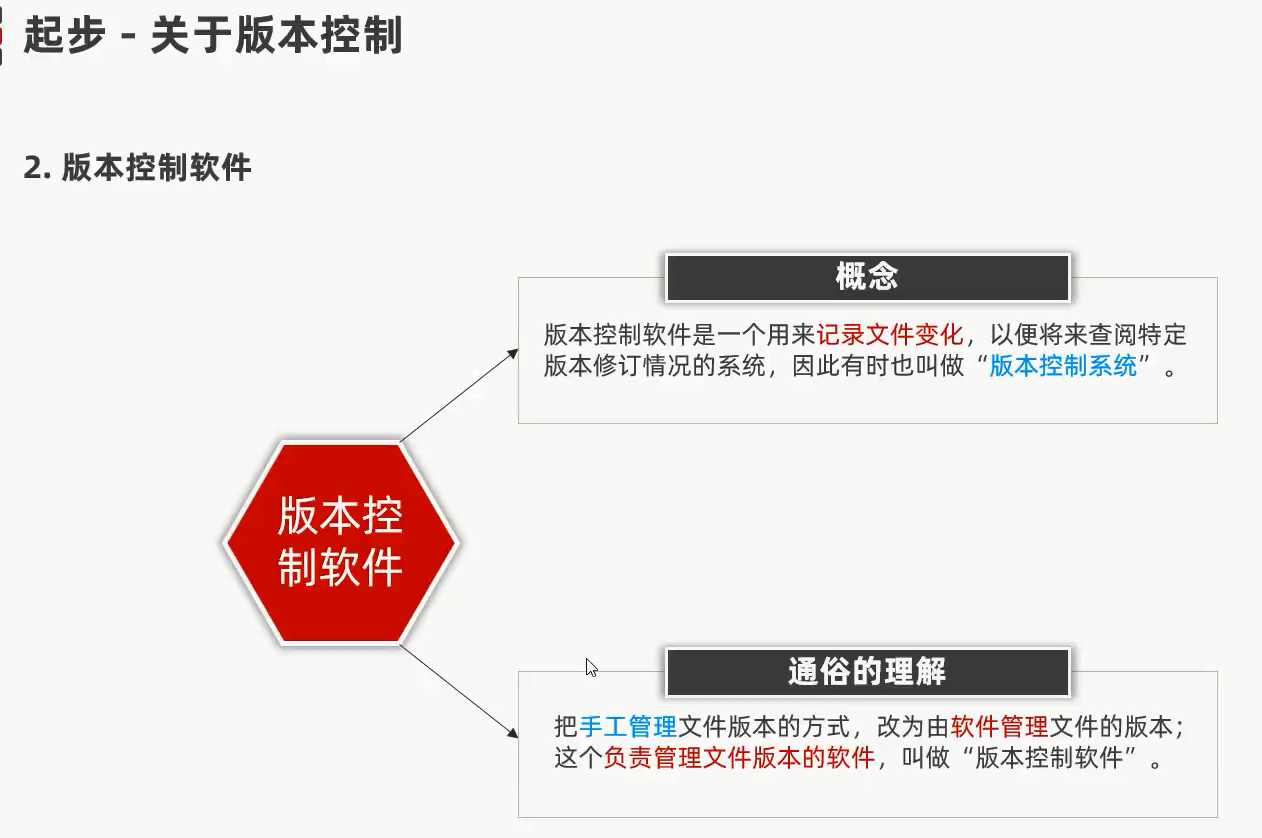 起步 - 关于版本控制
2. 版本控制软件
概念
版本控制软件是一个用来记录文件变化，以便将来查阅特定
版本修订情况的系统，因此有时也叫做“版本控制系统”。
版本控
制软件
通俗的理解
把手工管理文件版本的方式，改为由软件管理文件的版本；
这个负责管理文件版本的软件，叫做“版本控制软件”。